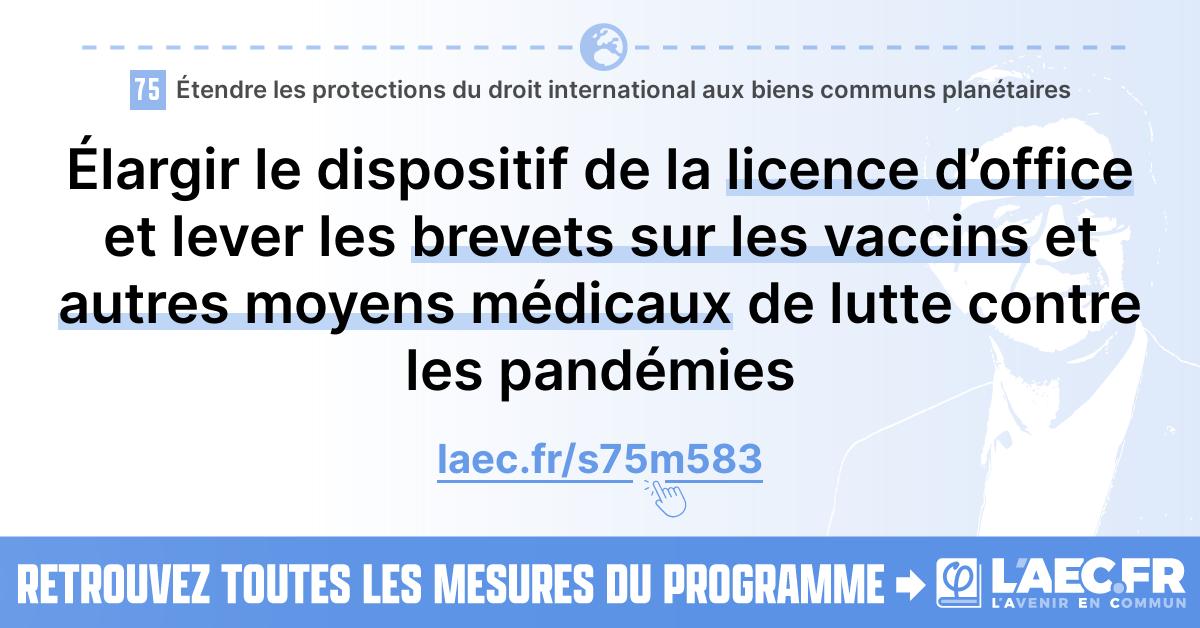 75 Étendre les protections du droit international aux biens communs planétaires
Élargir le dispositif de la licence d’office
et lever les brevets sur les vaccins et
autres moyens médicaux de lutte contre
les pandémies
laec.fr/s75m583
RETROUVEZ TOUTES LES MESURES DU PROGRAMME
φ L'AEC.FR
L'AVENIR EN COMMUN